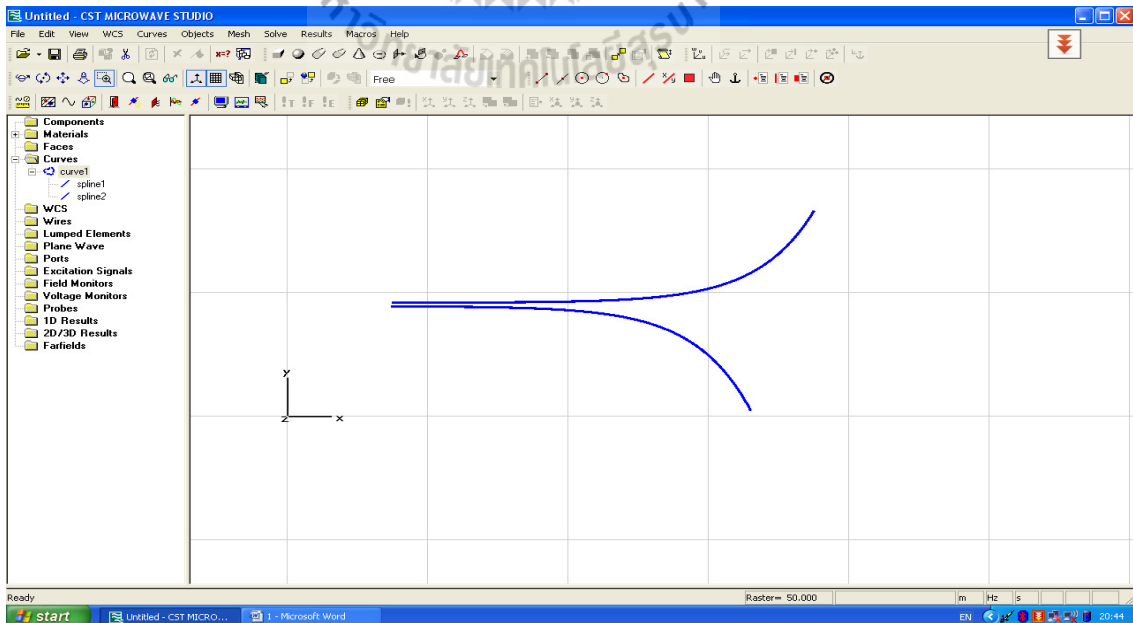 Untitled - CST MICROWAVE STUDIO
File Edit View WCS Curves Objects Mesh Solve Results Macros Help
Free
Components
Materials
Faces
Curves
curve1
spline1
spline2
WCS
Wires
Lumped Elements
Plane Wave
Ports
Excitation Signals
Field Monitors
Voltage Monitors
Probes
1D Results
2D/3D Results
Farfields
y
z x
Ready Raster= 50.000 m Hz s
start Untitled - CST MICRO... 1 - Microsoft Word EN 20:44